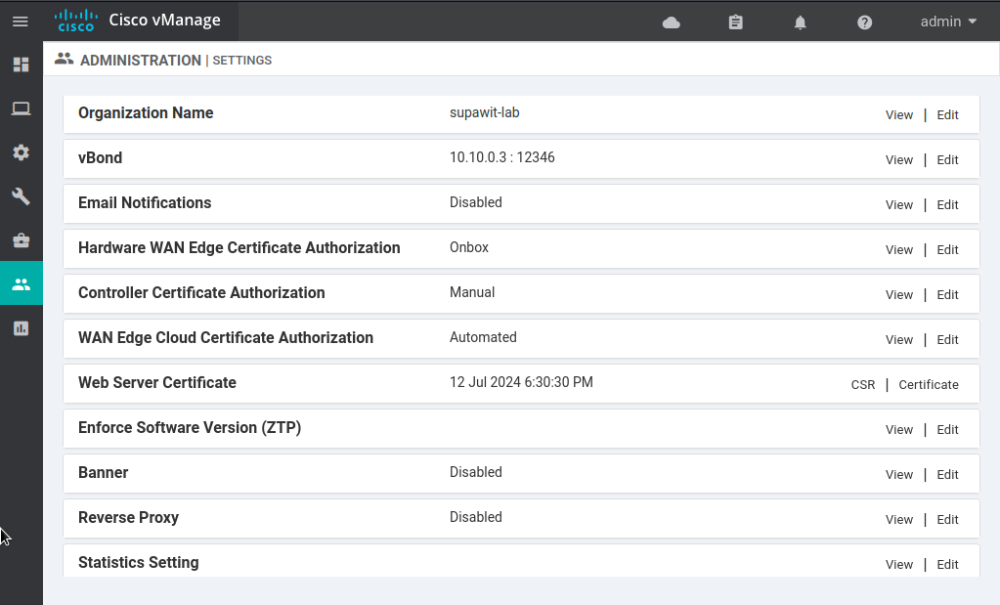 cisco Cisco vManage admin
ADMINISTRATION | SETTINGS
Organization Name supawit-lab View | Edit
vBond 10.10.0.3 : 12346 View | Edit
Email Notifications Disabled View | Edit
Hardware WAN Edge Certificate Authorization Onbox View | Edit
Controller Certificate Authorization Manual View | Edit
WAN Edge Cloud Certificate Authorization Automated View | Edit
Web Server Certificate 12 Jul 2024 6:30:30 PM CSR | Certificate
Enforce Software Version (ZTP) View | Edit
Banner Disabled View | Edit
Reverse Proxy Disabled View | Edit
Statistics Setting View | Edit